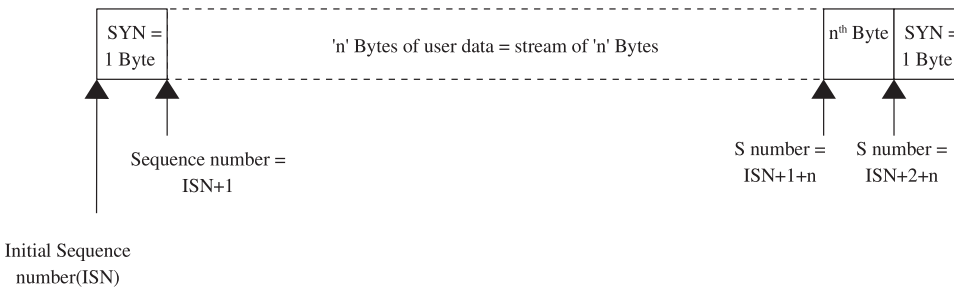 SYN =
1 Byte
'n' Bytes of user data = stream of 'n' Bytes
nth Byte
SYN =
1 Byte
Sequence number =
ISN+1
S number =
ISN+1+n
S number =
ISN+2+n
Initial Sequence
number(ISN)